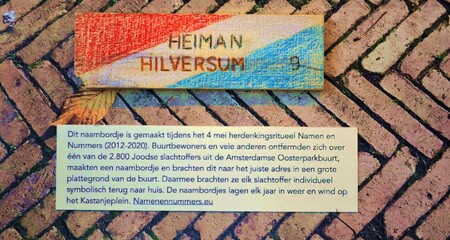 HEIMAN
HILVERSUM 9
Dit naambordje is gemaakt tijdens het 4 mei herdenkingsritueel Namen en
Nummers (2012-2020). Buurtbewoners en vele anderen ontfermden zich over
één van de 2.800 Joodse slachtoffers uit de Amsterdamse Oosterparkbuurt,
maakten een naambordje en brachten dit naar het juiste adres in een grote
plattegrond van de buurt. Daarmee brachten ze elk slachtoffer individueel
symbolisch terug naar huis. De naambordjes lagen elk jaar in weer en wind op
het Kastanjeplein. Namenennummers.eu